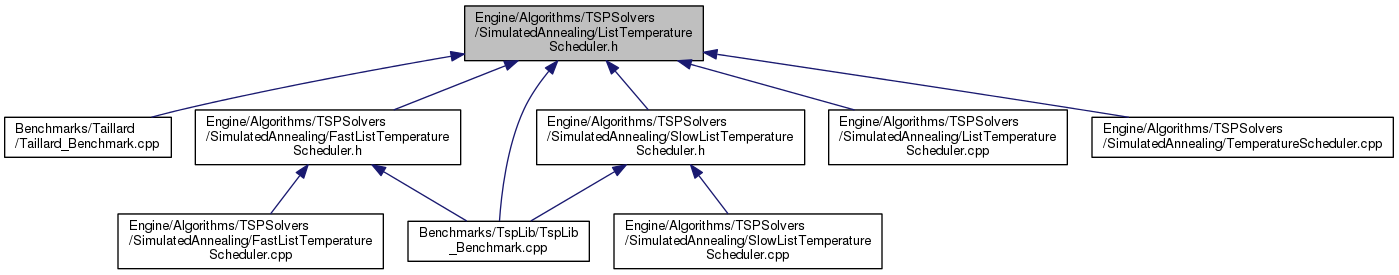 Engine/Algorithms/TSPSolvers
/SimulatedAnnealing/ListTemperature
Scheduler.h
Benchmarks/Taillard
/Taillard_Benchmark.cpp
Engine/Algorithms/TSPSolvers
/SimulatedAnnealing/FastListTemperature
Scheduler.h
Engine/Algorithms/TSPSolvers
/SimulatedAnnealing/SlowListTemperature
Scheduler.h
Engine/Algorithms/TSPSolvers
/SimulatedAnnealing/ListTemperature
Scheduler.cpp
Engine/Algorithms/TSPSolvers
/SimulatedAnnealing/TemperatureScheduler.cpp
Engine/Algorithms/TSPSolvers
/SimulatedAnnealing/FastListTemperature
Scheduler.cpp
Benchmarks/TspLib/TspLib
_Benchmark.cpp
Engine/Algorithms/TSPSolvers
/SimulatedAnnealing/SlowListTemperature
Scheduler.cpp